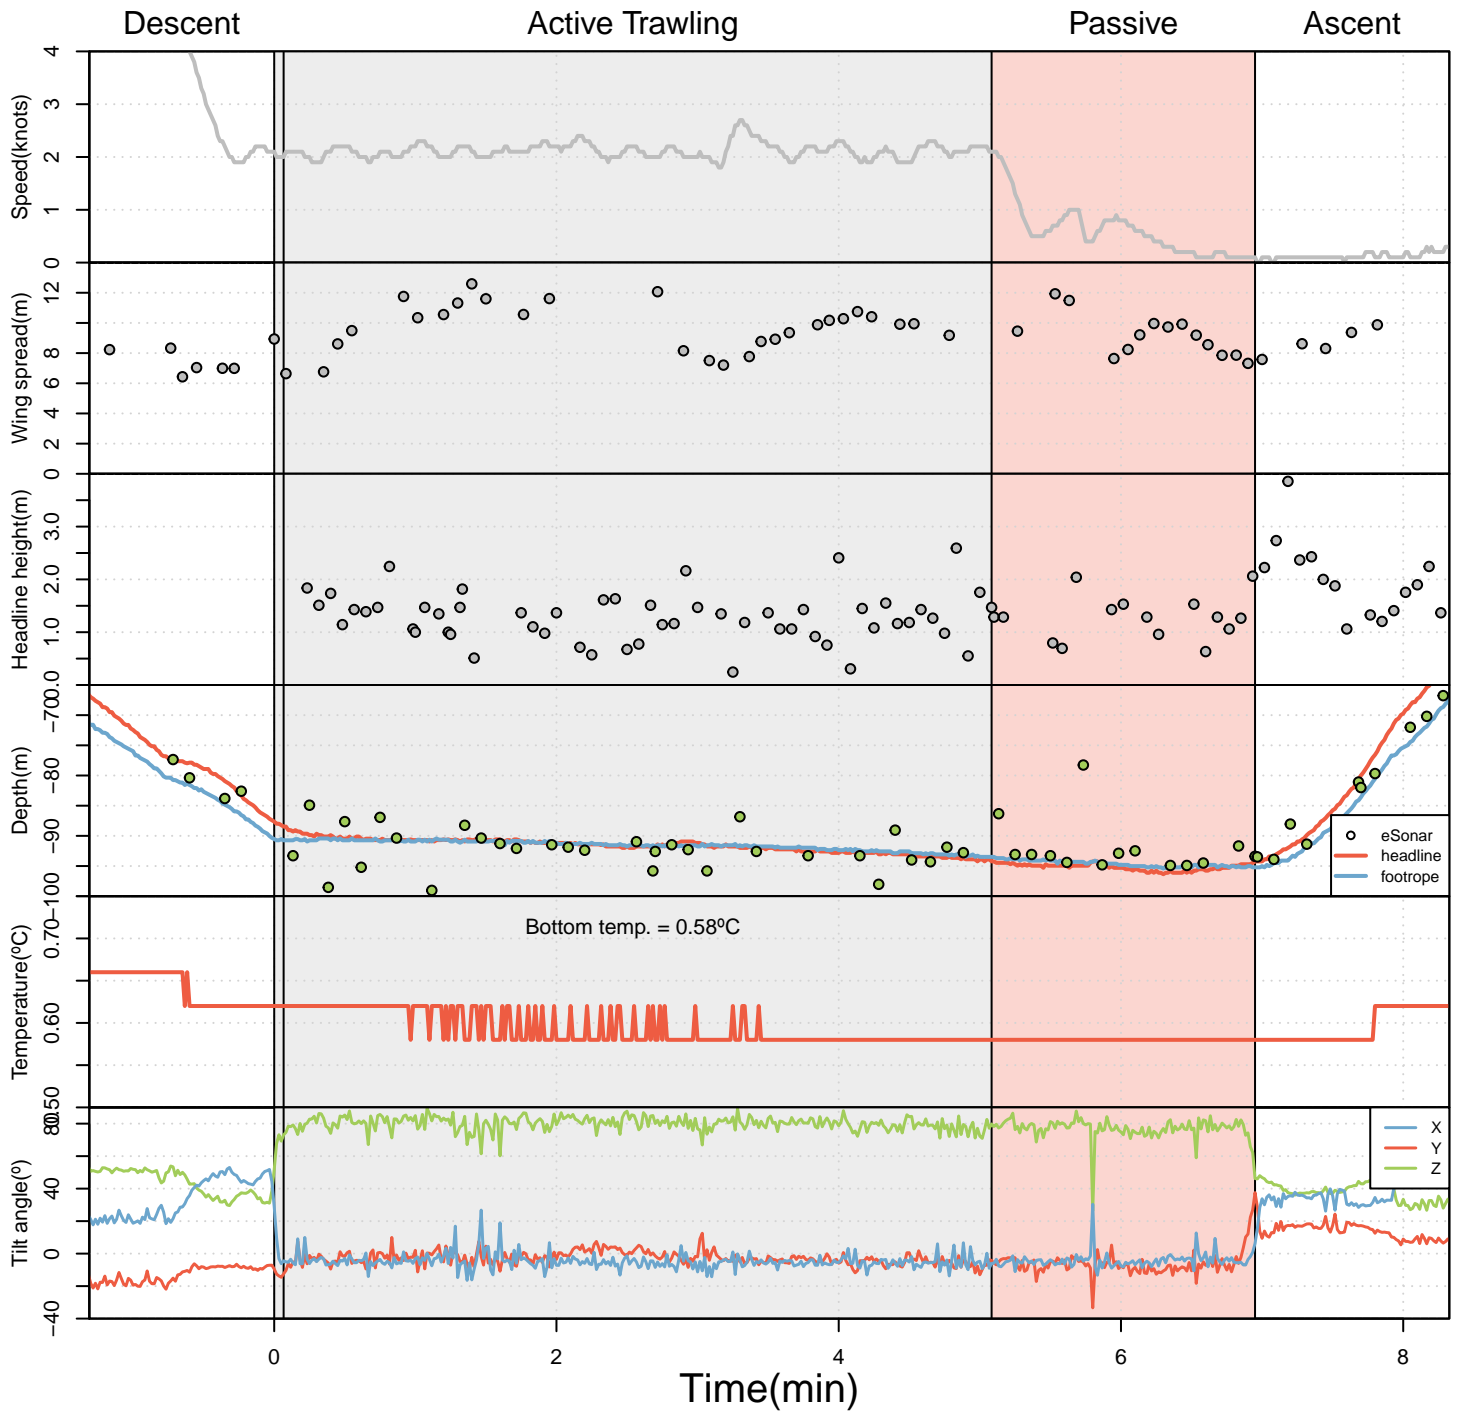 Descent Active Trawling Passive Ascent
Speed(knots)
4
3
2
1
0
Wing spread(m)
12
8
6
4
2
0
Headline height(m)
3.0
2.0
1.0
0.0
Depth(m)
−70
−80
−90
−100
eSonar
headline
footrope
Temperature(ºC)
0.70
0.60
0.50
Bottom temp. = 0.58ºC
Tilt angle(º)
80
40
0
−40
X
Y
Z
0 2 4 6 8
Time(min)